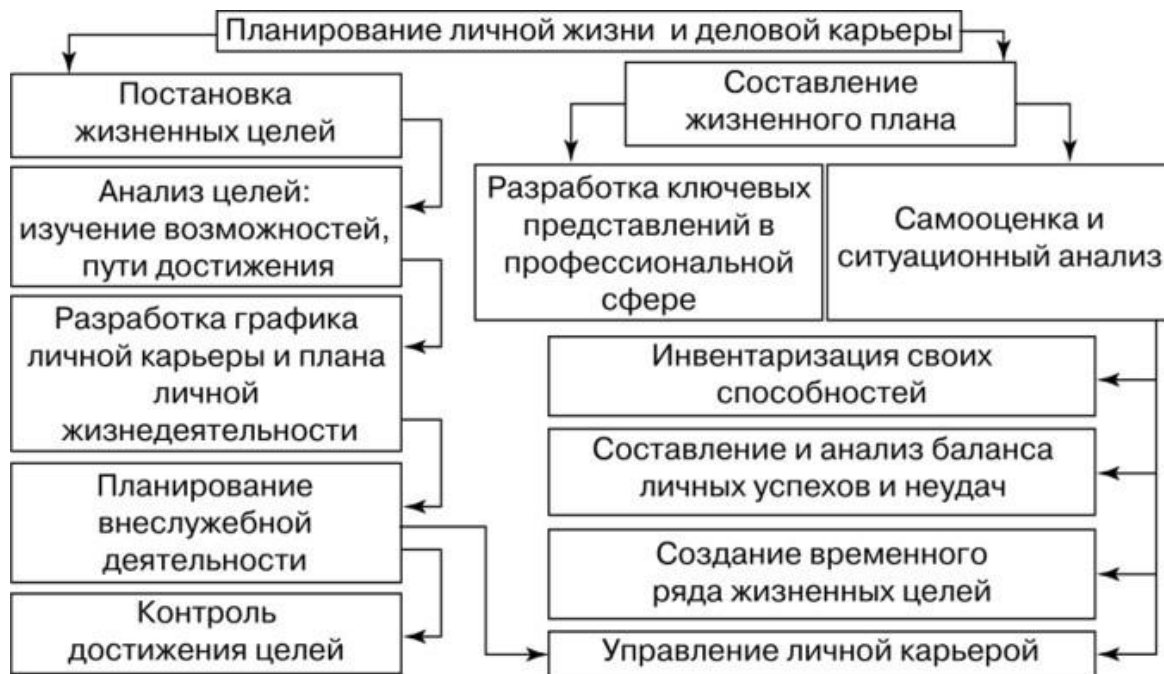 Планирование личной жизни и деловой карьеры
Постановка
жизненных целей
Анализ целей:
изучение возможностей,
пути достижения
Разработка графика
личной карьеры и плана
личной
жизнедеятельности
Планирование
внеслужебной
деятельности
Контроль
достижения целей
Составление
жизненного плана
Разработка ключевых
представлений в
профессиональной
сфере
Самооценка и
ситуационный анализ
Инвентаризация своих
способностей
Составление и анализ баланса
личных успехов и неудач
Создание временного
ряда жизненных целей
Управление личной карьерой